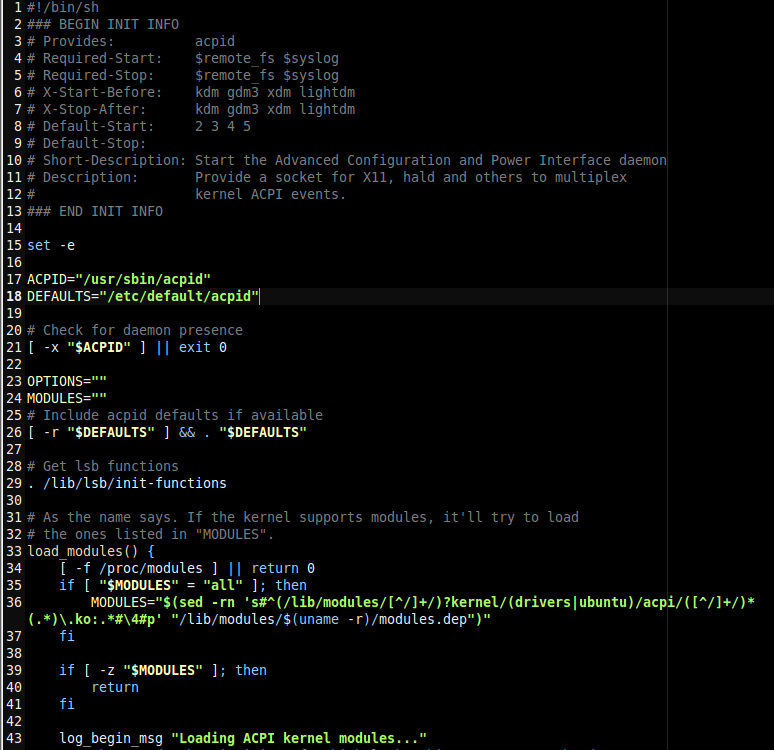 1 #!/bin/sh
2 ### BEGIN INIT INFO
3 # Provides:          acpid
4 # Required-Start:    $remote_fs $syslog
5 # Required-Stop:     $remote_fs $syslog
6 # X-Start-Before:    kdm gdm3 xdm lightdm
7 # X-Stop-After:      kdm gdm3 xdm lightdm
8 # Default-Start:     2 3 4 5
9 # Default-Stop:
10 # Short-Description: Start the Advanced Configuration and Power Interface daemon
11 # Description:       Provide a socket for X11, hald and others to multiplex
12 #                    kernel ACPI events.
13 ### END INIT INFO
14
15 set -e
16
17 ACPID="/usr/sbin/acpid"
18 DEFAULTS="/etc/default/acpid"
19
20 # Check for daemon presence
21 [ -x "$ACPID" ] || exit 0
22
23 OPTIONS=""
24 MODULES=""
25 # Include acpid defaults if available
26 [ -r "$DEFAULTS" ] && . "$DEFAULTS"
27
28 # Get lsb functions
29 . /lib/lsb/init-functions
30
31 # As the name says. If the kernel supports modules, it'll try to load
32 # the ones listed in "MODULES".
33 load_modules() {
34     [ -f /proc/modules ] || return 0
35     if [ "$MODULES" = "all" ]; then
36         MODULES="$(sed -rn 's#^(/lib/modules/[^/]+/)?kernel/(drivers|ubuntu)/acpi/([^/]+/)*
(.*)\.ko:.*#\4#p' "/lib/modules/$(uname -r)/modules.dep")"
37     fi
38
39     if [ -z "$MODULES" ]; then
40         return
41     fi
42
43     log_begin_msg "Loading ACPI kernel modules..."